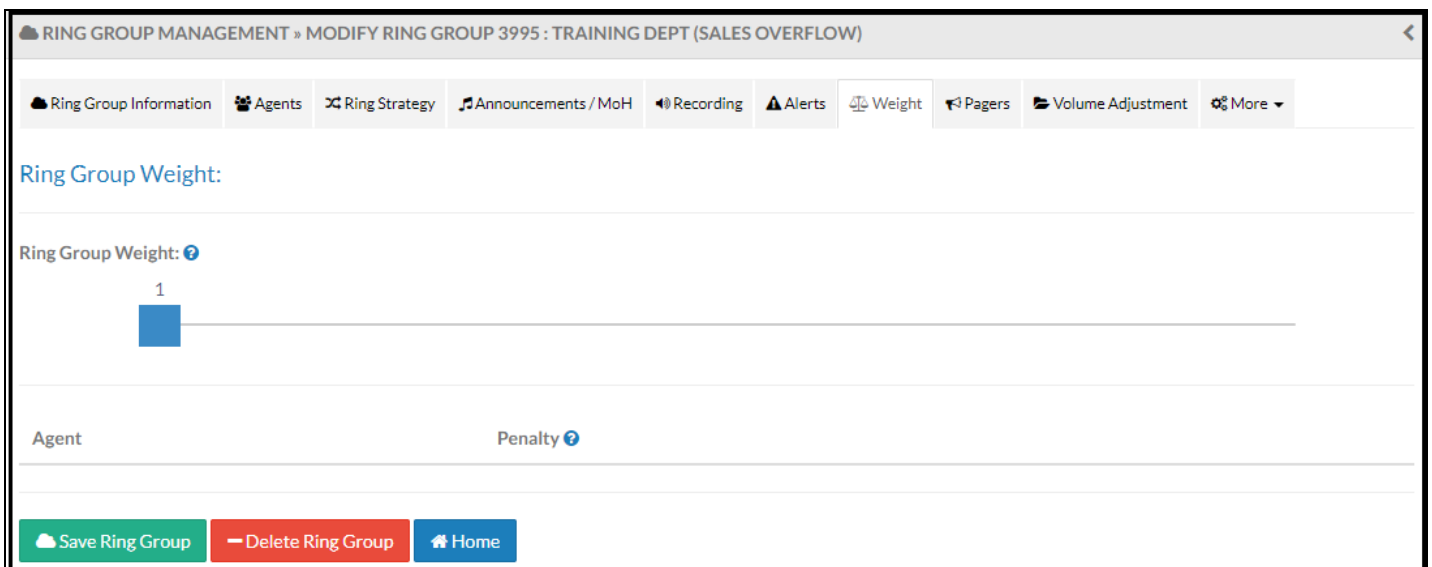 RING GROUP MANAGEMENT » MODIFY RING GROUP 3995 : TRAINING DEPT (SALES OVERFLOW)
Ring Group Information Agents Ring Strategy Announcements / MoH Recording Alerts Weight Pagers Volume Adjustment More
Ring Group Weight:
Ring Group Weight: ?
1
Agent Penalty ?
Save Ring Group Delete Ring Group Home